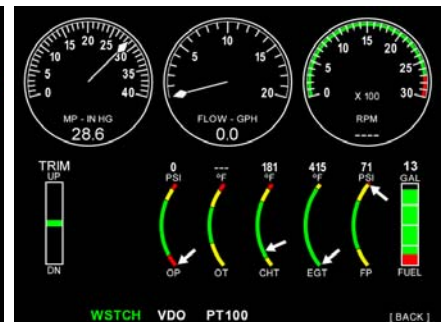 15 20 25
10 30
5 35
0 40
MP - IN HG
28.6
10
5 15
0 20
FLOW - GPH
0.0
15
10 20
5 25
0 30
X 100
RPM
----
TRIM
UP
DN
0
PSI
OP
---
°F
OT
181
°F
CHT
415
°F
EGT
71
PSI
FP
13
GAL
FUEL
WSTCH VDO PT100
[BACK]